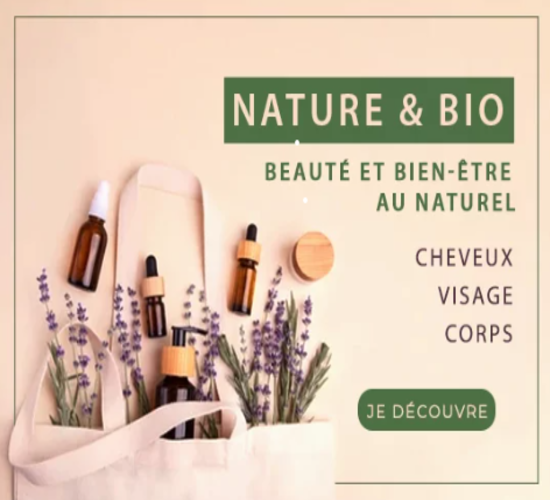 NATURE & BIO
BEAUTÉ ET BIEN-ÊTRE
AU NATUREL
CHEVEUX
VISAGE
CORPS
JE DÉCOUVRE